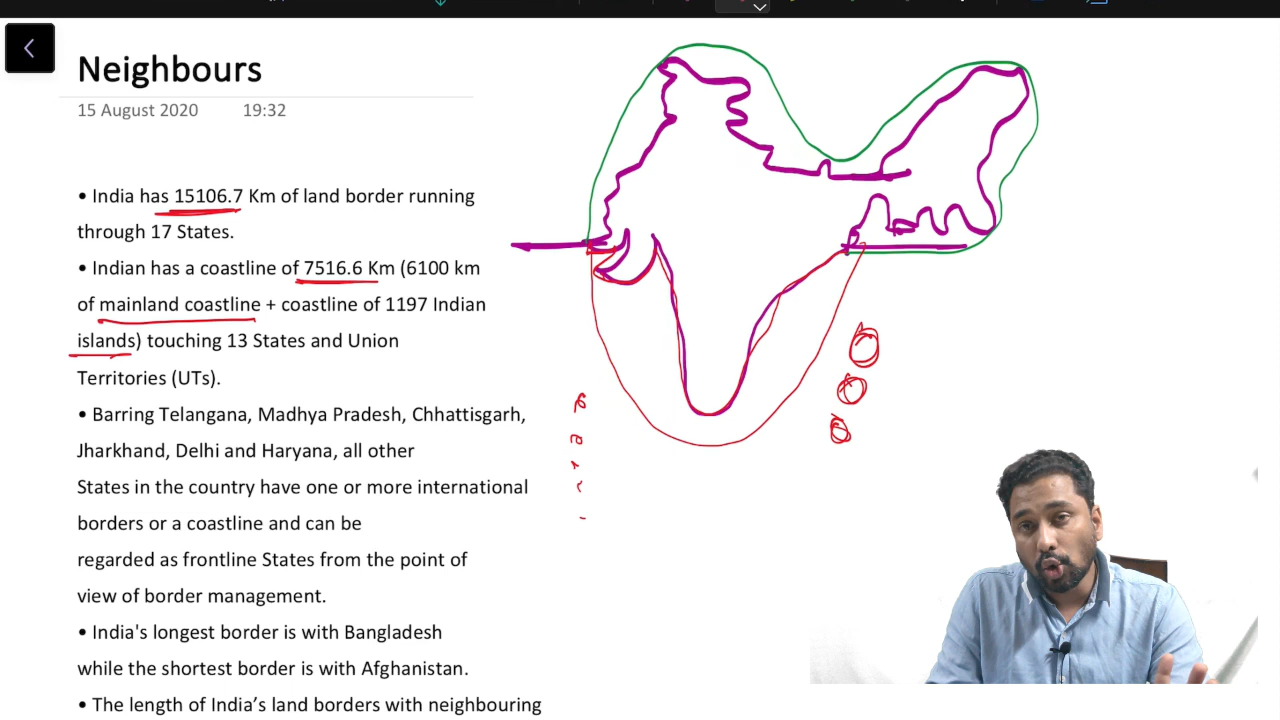 Neighbours
15 August 2020 19:32
• India has 15106.7 Km of land border running
through 17 States.
• Indian has a coastline of 7516.6 Km (6100 km
of mainland coastline + coastline of 1197 Indian
islands) touching 13 States and Union
Territories (UTs).
• Barring Telangana, Madhya Pradesh, Chhattisgarh,
Jharkhand, Delhi and Haryana, all other
States in the country have one or more international
borders or a coastline and can be
regarded as frontline States from the point of
view of border management.
• India's longest border is with Bangladesh
while the shortest border is with Afghanistan.
• The length of India’s land borders with neighbouring